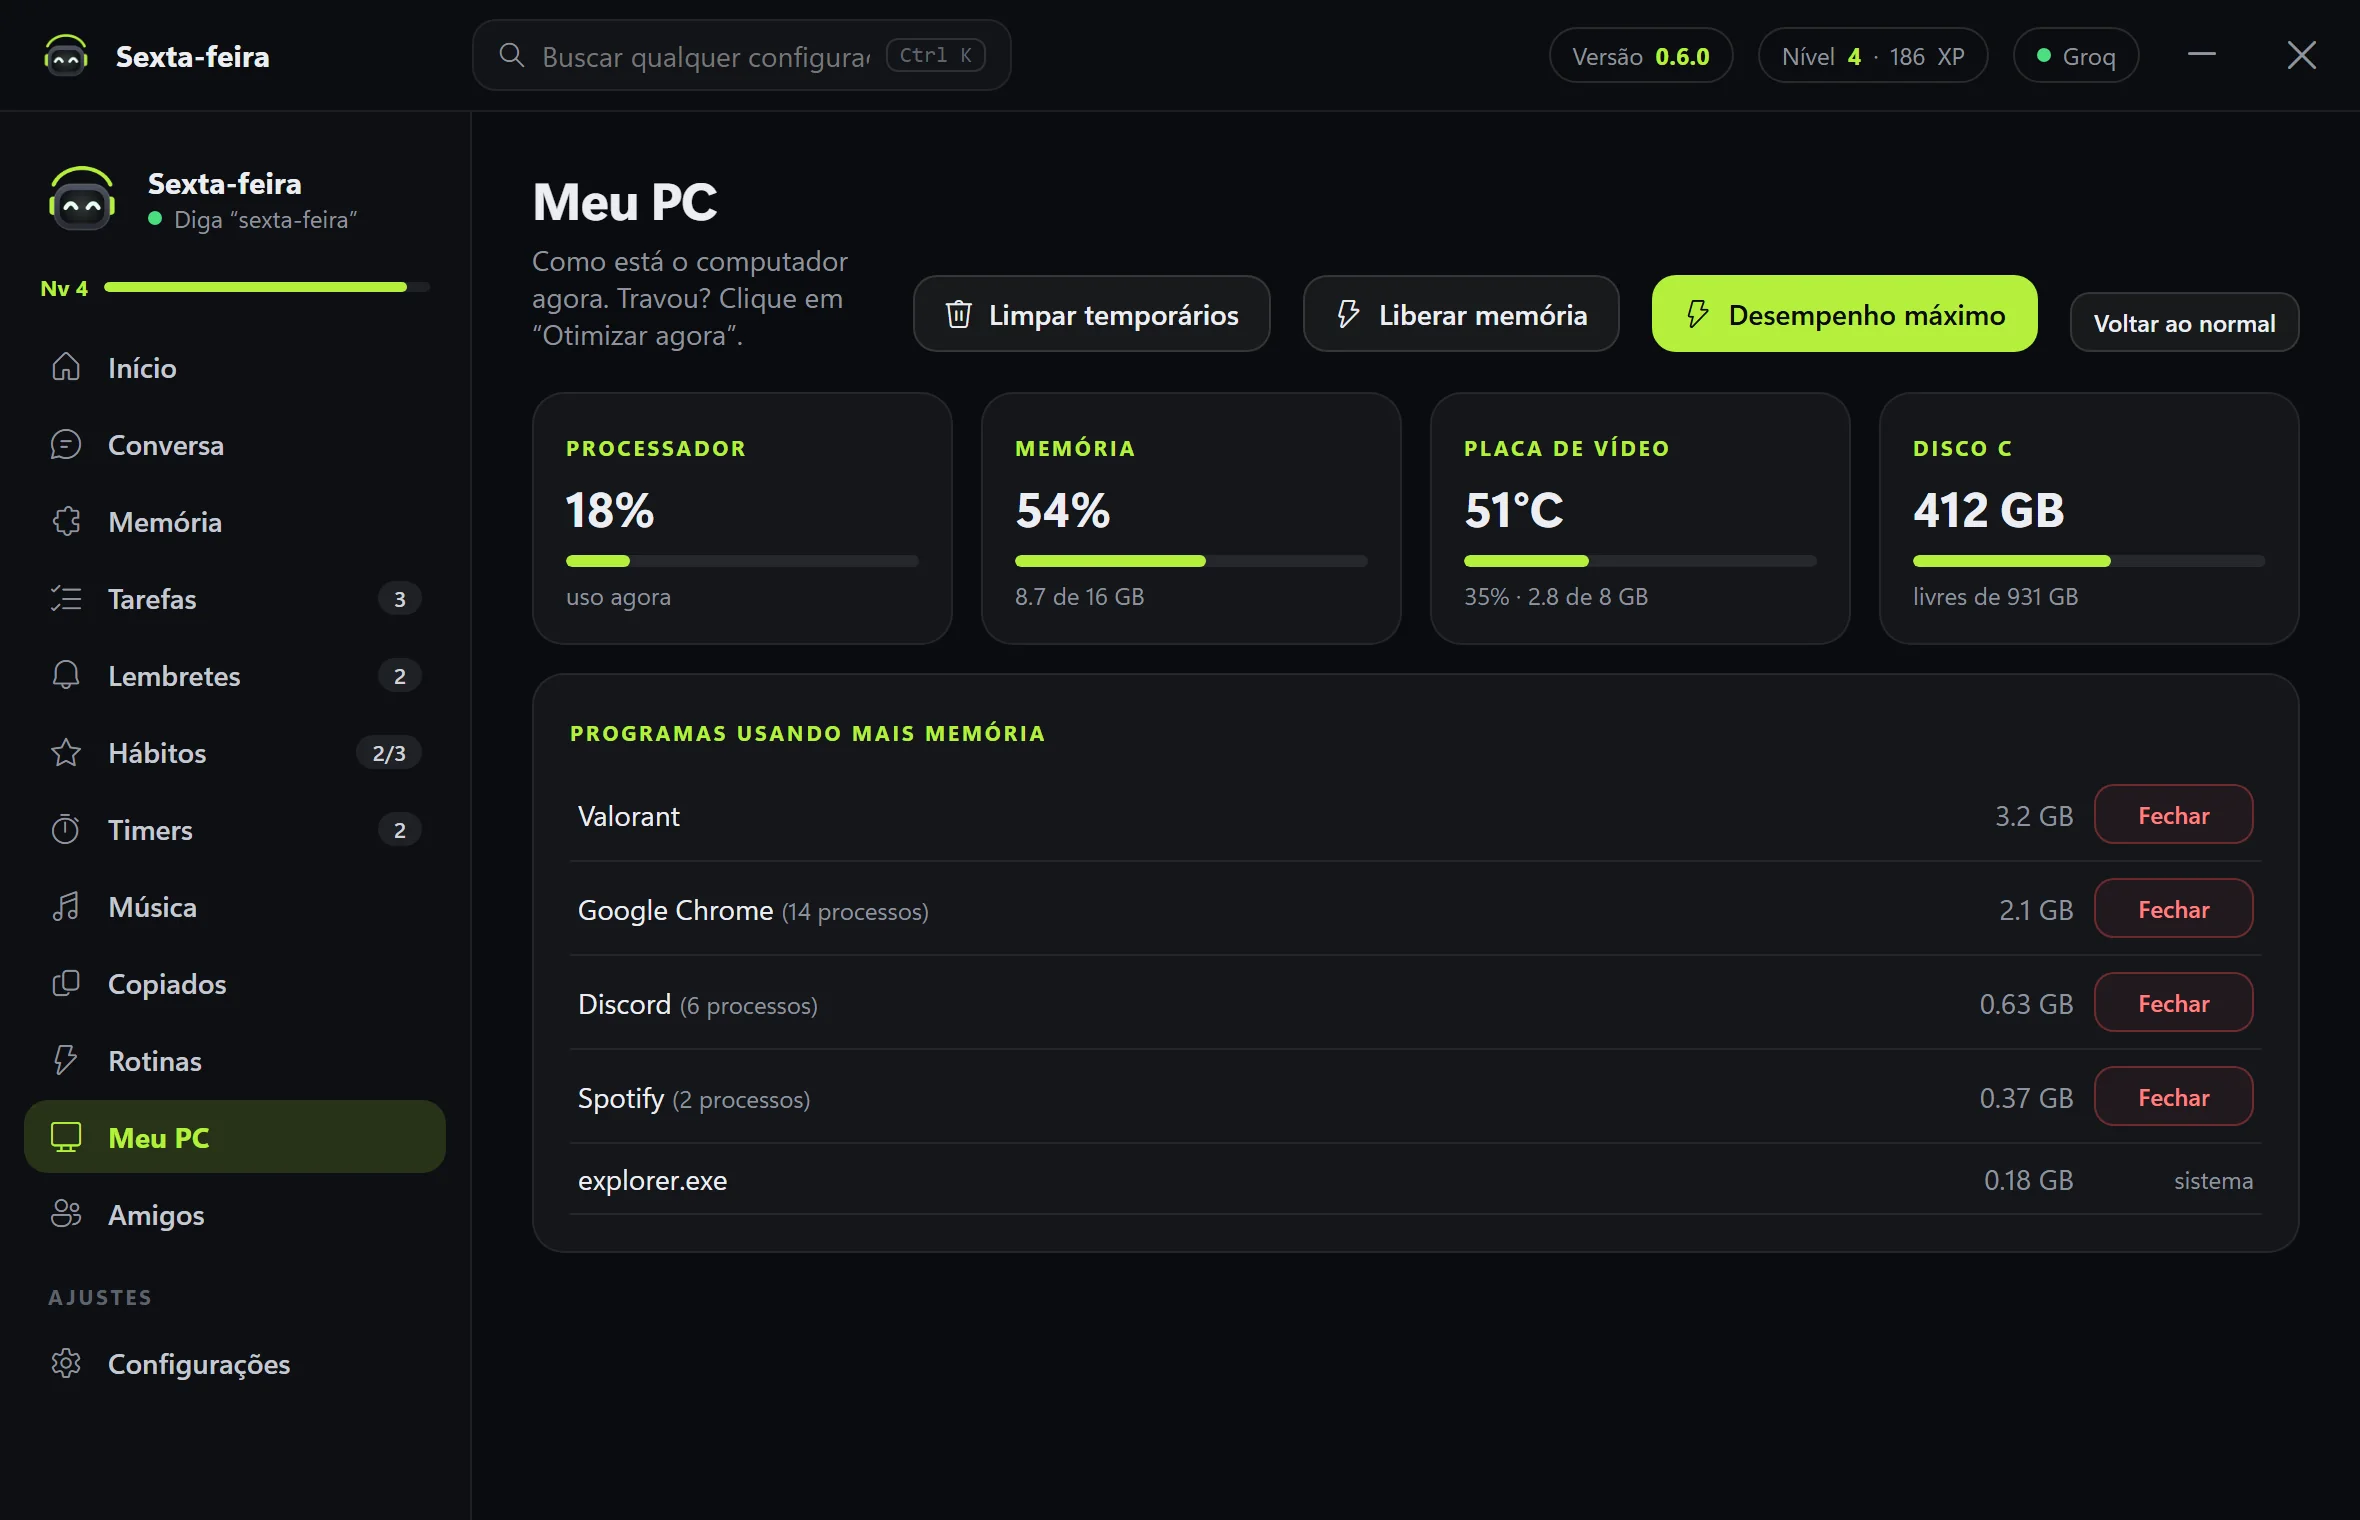 Sexta-feira
Buscar qualquer configura
Ctrl K
Versão 0.6.0
Nível 4 · 186 XP
Groq
Sexta-feira
Diga “sexta-feira”
Nv 4
Início
Conversa
Memória
Tarefas 3
Lembretes 2
Hábitos 2/3
Timers 2
Música
Copiados
Rotinas
Meu PC
Amigos
AJUSTES
Configurações
Meu PC
Como está o computador
agora. Travou? Clique em
“Otimizar agora”.
Limpar temporários
Liberar memória
Desempenho máximo
Voltar ao normal
PROCESSADOR
18%
uso agora
MEMÓRIA
54%
8.7 de 16 GB
PLACA DE VÍDEO
51°C
35% · 2.8 de 8 GB
DISCO C
412 GB
livres de 931 GB
PROGRAMAS USANDO MAIS MEMÓRIA
Valorant 3.2 GB Fechar
Google Chrome (14 processos) 2.1 GB Fechar
Discord (6 processos) 0.63 GB Fechar
Spotify (2 processos) 0.37 GB Fechar
explorer.exe 0.18 GB sistema